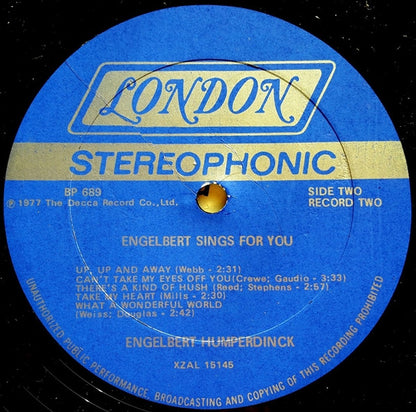 LONDON
STEREOPHONIC
BP 689
℗ 1977 The Decca Record Co., Ltd.
SIDE TWO
RECORD TWO
ENGELBERT SINGS FOR YOU
UP, UP AND AWAY (Webb - 2:31)
CAN'T TAKE MY EYES OFF YOU (Crewe; Gaudio - 3:33)
THERE'S A KIND OF HUSH (Reed; Stephens - 2:57)
TAKE MY HEART (Mills - 2:30)
WHAT A WONDERFUL WORLD
(Weiss; Douglas - 2:42)
ENGELBERT HUMPERDINCK
XZAL 15145
UNAUTHORIZED PUBLIC PERFORMANCE, BROADCASTING AND COPYING OF THIS RECORD PROHIBITED